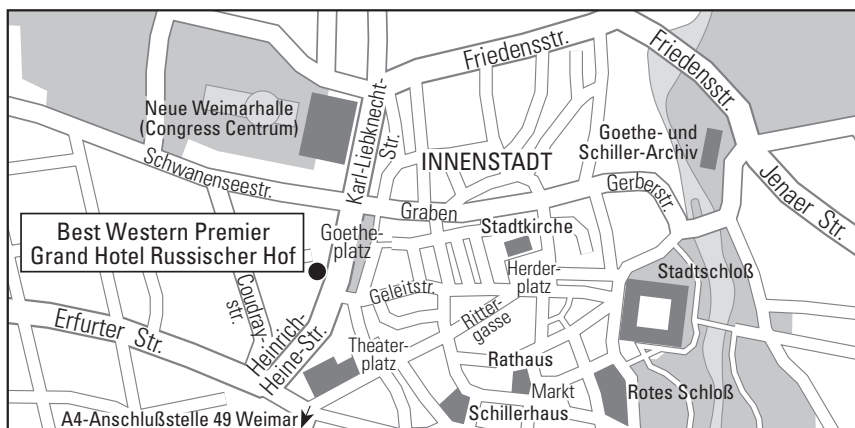 Friedensstr.
Friedensstr.
Neue Weimarhalle
(Congress Centrum)
Karl-Liebknecht-
Str.
Goethe- und
Schiller-Archiv
INNENSTADT
Schwanenseestr.
Jenaer Str.
Gerberstr.
Graben
Best Western Premier
Grand Hotel Russischer Hof
Goethe-
platz
Stadtkirche
Herder-
platz
Stadtschloß
Coudray-
str.
Geleitstr.
Erfurter Str.
Ritter-
gasse
Heinrich-
Heine-Str.
Theater-
platz
Rathaus
Markt
Rotes Schloß
Schillerhaus
A4-Anschlußstelle 49 Weimar